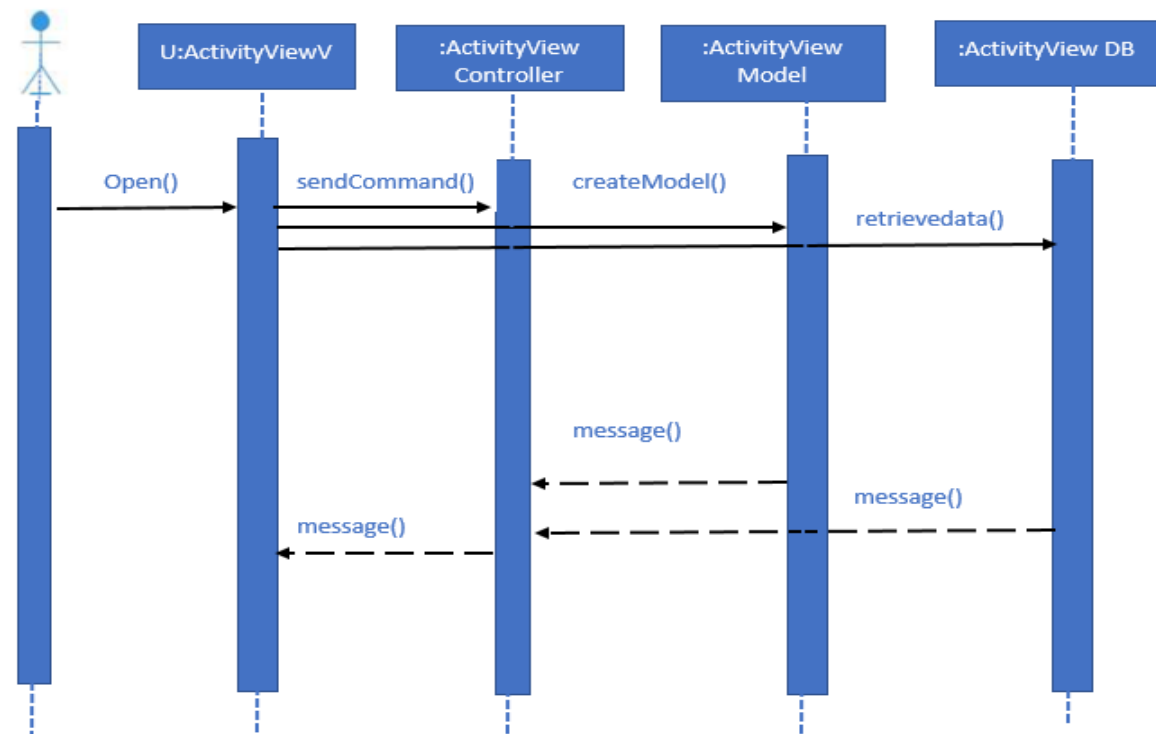 U:ActivityViewV
:ActivityView
Controller
:ActivityView
Model
:ActivityView DB
Open()
sendCommand()
createModel()
retrievedata()
message()
message()
message()